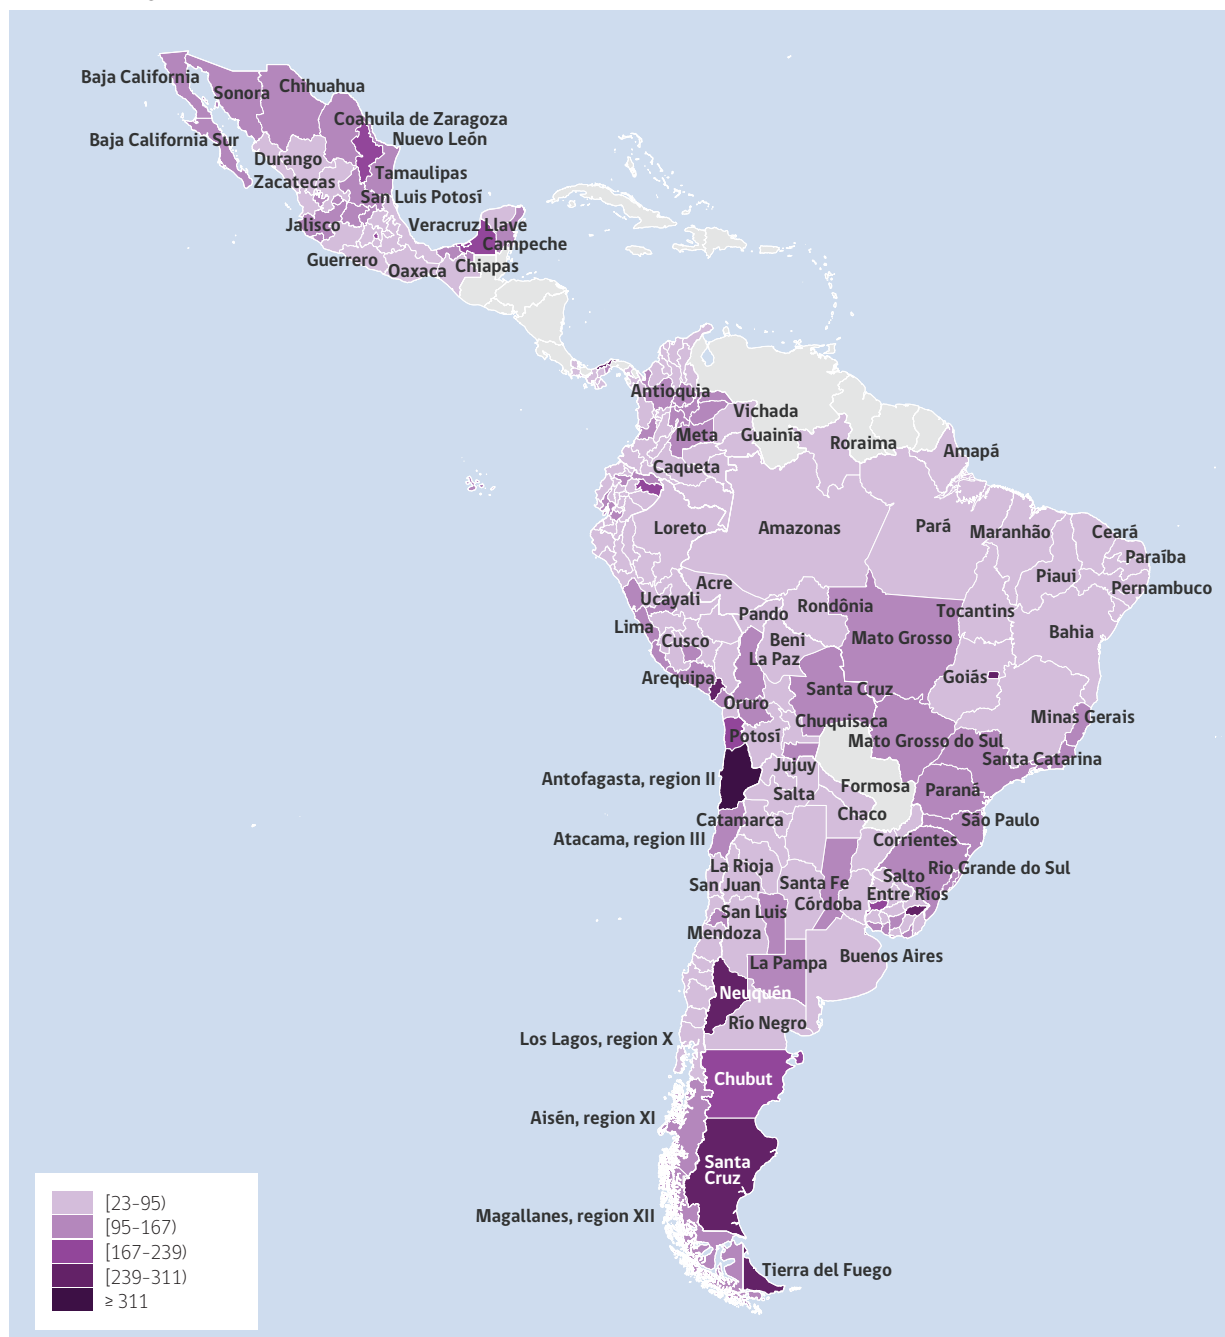 Baja California
Sonora
Chihuahua
Coahuila de Zaragoza
Nuevo León
Baja California Sur
Durango
Tamaulipas
Zacatecas
San Luis Potosí
Jalisco
Veracruz Llave
Campeche
Guerrero
Oaxaca
Chiapas
Antioquia
Vichada
Meta
Guainía
Roraima
Amapá
Caqueta
Loreto
Amazonas
Pará
Maranhão
Ceará
Paraíba
Acre
Piaui
Pernambuco
Ucayali
Pando
Rondônia
Tocantins
Lima
Cusco
Beni
Mato Grosso
Bahia
La Paz
Arequipa
Santa Cruz
Goiás
Oruro
Chuquisaca
Minas Gerais
Potosí
Mato Grosso do Sul
Santa Catarina
Jujuy
Antofagasta, region II
Salta
Formosa
Paraná
Chaco
Catamarca
São Paulo
Atacama, region III
Corrientes
La Rioja
Rio Grande do Sul
San Juan
Santa Fe
Salto
Entre Ríos
Córdoba
San Luis
Mendoza
Buenos Aires
La Pampa
Neuquén
Río Negro
Los Lagos, region X
Chubut
Aisén, region XI
Santa
Cruz
Magallanes, region XII
Tierra del Fuego
[23-95)
[95-167)
[167-239)
[239-311)
≥ 311